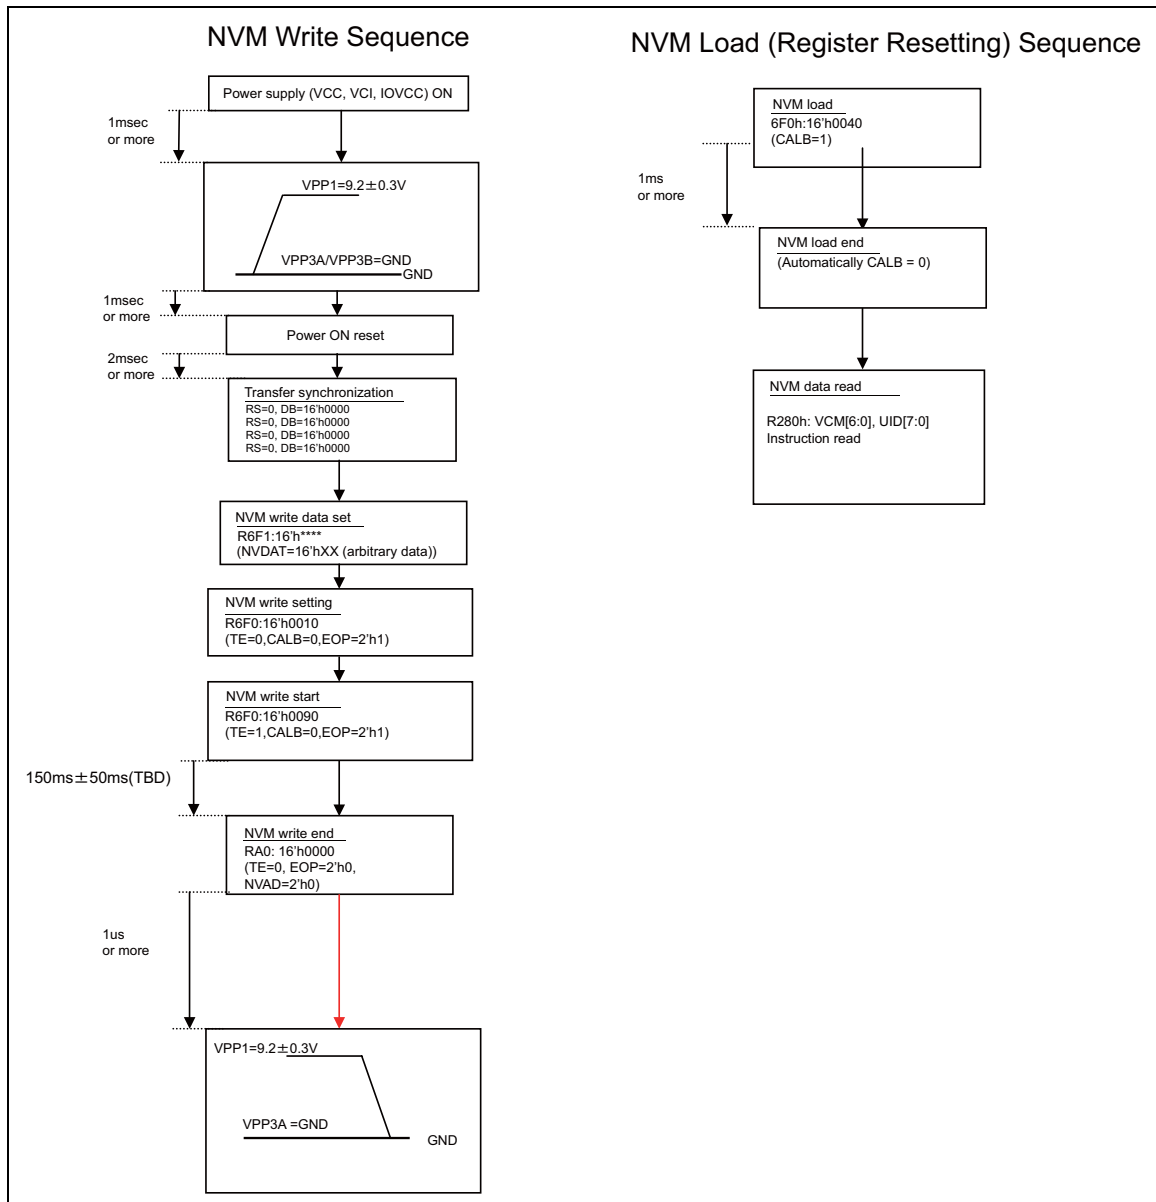 NVM Write Sequence
Power supply (VCC, VCI, IOVCC) ON
1msec
or more
VPP1=9.2±0.3V
VPP3A/VPP3B=GND
GND
1msec
or more
Power ON reset
2msec
or more
Transfer synchronization
RS=0, DB=16'h0000
RS=0, DB=16'h0000
RS=0, DB=16'h0000
RS=0, DB=16'h0000
NVM write data set
R6F1:16'h****
(NVDAT=16'hXX (arbitrary data))
NVM write setting
R6F0:16'h0010
(TE=0,CALB=0,EOP=2'h1)
NVM write start
R6F0:16'h0090
(TE=1,CALB=0,EOP=2'h1)
150ms±50ms(TBD)
NVM write end
RA0: 16'h0000
(TE=0, EOP=2'h0,
NVAD=2'h0)
1us
or more
VPP1=9.2±0.3V
VPP3A =GND
GND
NVM Load (Register Resetting) Sequence
NVM load
6F0h:16'h0040
(CALB=1)
1ms
or more
NVM load end
(Automatically CALB = 0)
NVM data read
R280h: VCM[6:0], UID[7:0]
Instruction read